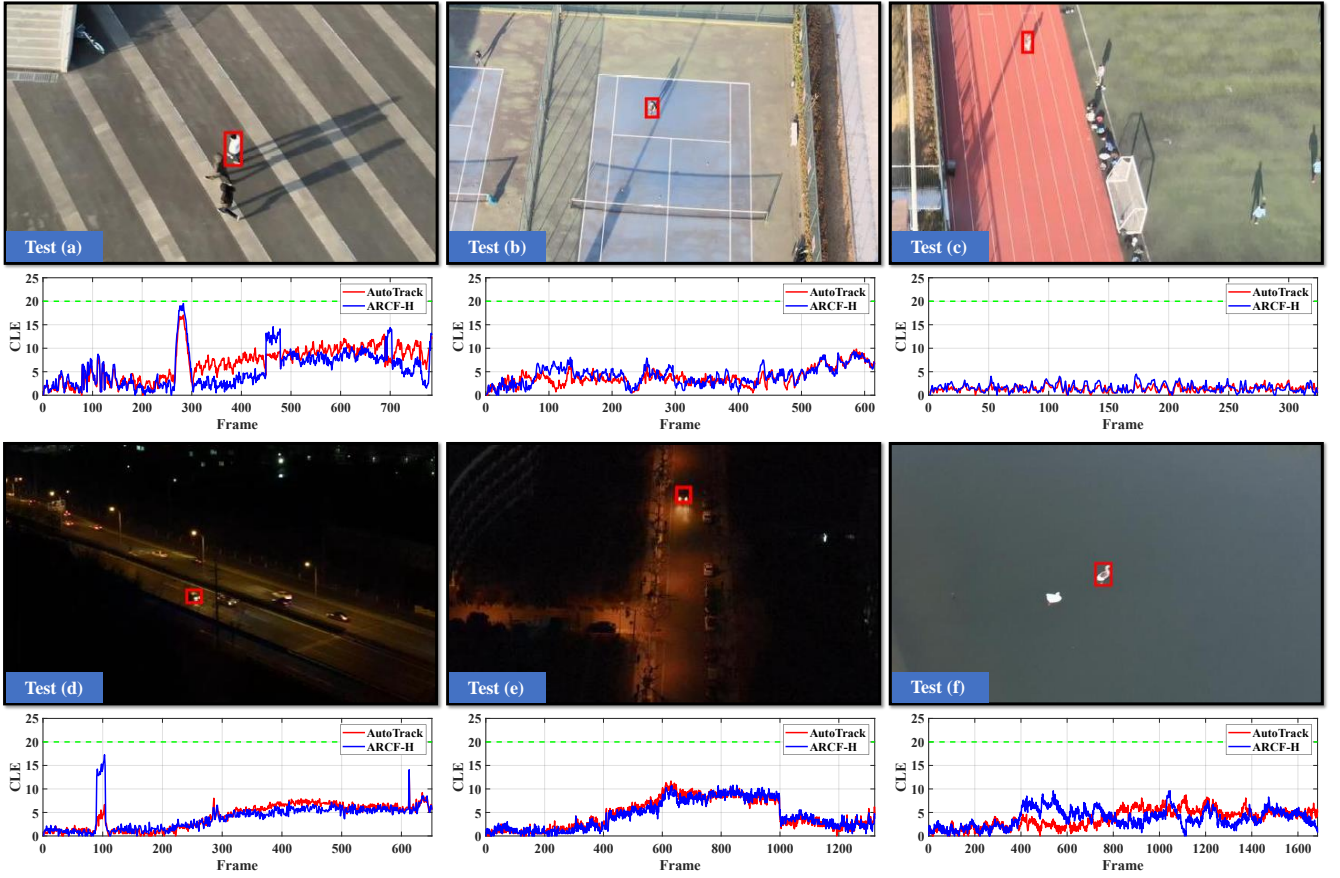 Test (a)
Test (b)
Test (c)
25
20
15
10
5
0
CLE
AutoTrack
ARCF-H
0 100 200 300 400 500 600 700
Frame
25
20
15
10
5
0
CLE
AutoTrack
ARCF-H
0 100 200 300 400 500 600
Frame
25
20
15
10
5
0
CLE
AutoTrack
ARCF-H
0 50 100 150 200 250 300
Frame
Test (d)
Test (e)
Test (f)
25
20
15
10
5
0
CLE
AutoTrack
ARCF-H
0 100 200 300 400 500 600
Frame
25
20
15
10
5
0
CLE
AutoTrack
ARCF-H
0 200 400 600 800 1000 1200
Frame
25
20
15
10
5
0
CLE
AutoTrack
ARCF-H
0 200 400 600 800 1000 1200 1400 1600
Frame